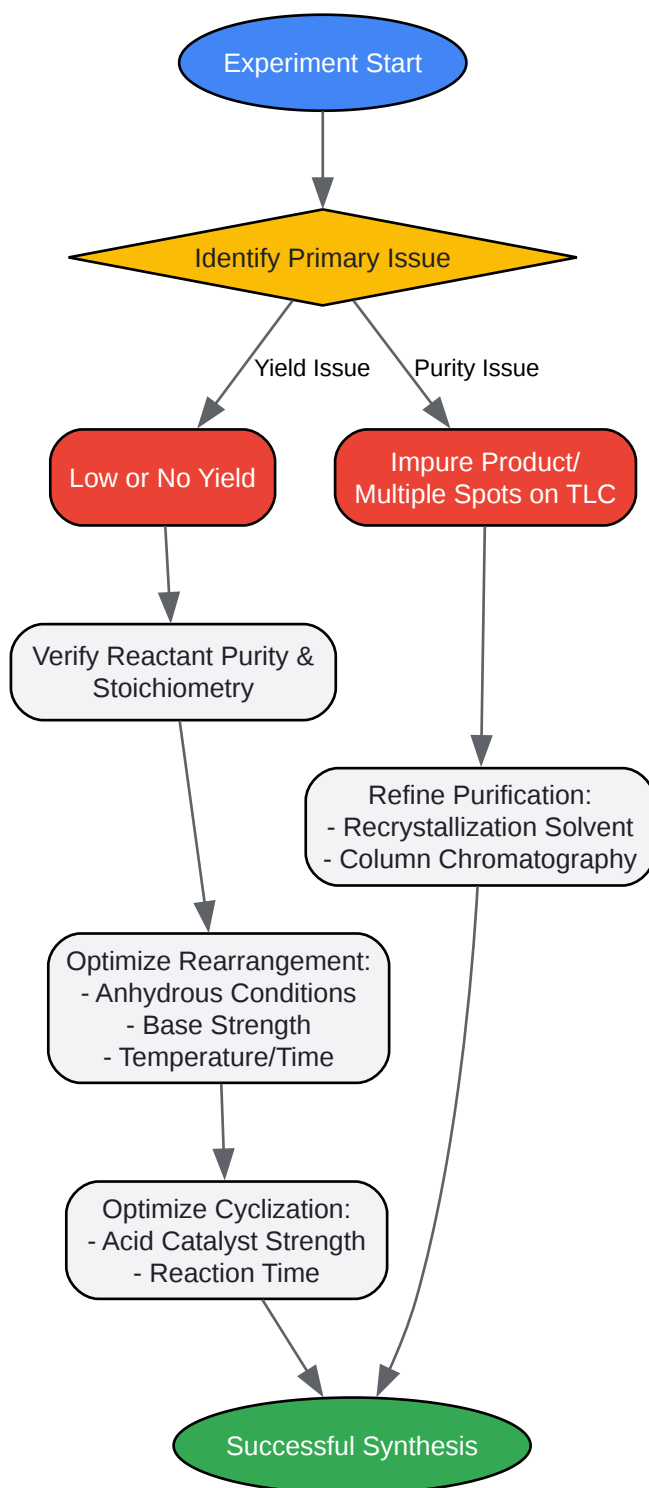 Experiment Start
Identify Primary Issue
Yield Issue
Purity Issue
Low or No Yield
Impure Product/
Multiple Spots on TLC
Verify Reactant Purity &
Stoichiometry
Refine Purification:
- Recrystallization Solvent
- Column Chromatography
Optimize Rearrangement:
- Anhydrous Conditions
- Base Strength
- Temperature/Time
Optimize Cyclization:
- Acid Catalyst Strength
- Reaction Time
Successful Synthesis